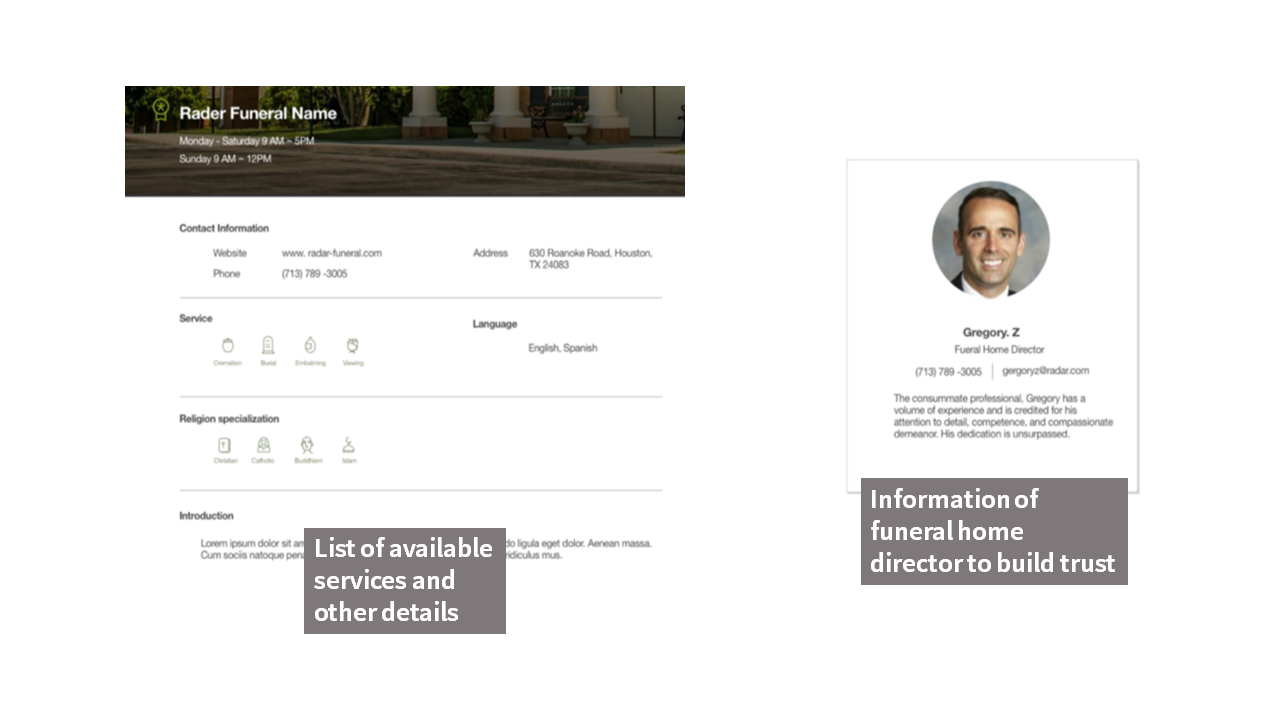 Rader Funeral Name
Monday - Saturday 9 AM ~ 5PM
Sunday 9 AM ~ 12PM
Contact Information
Website www. radar-funeral.com
Phone (713) 789 -3005
Address 630 Roanoke Road, Houston,
TX 24083
Service
Cremation Burial Embalming Viewing
Language
English, Spanish
Religion specialization
Christian Catholic Buddhism Islam
Introduction
Lorem ipsum dolor sit am do ligula eget dolor. Aenean massa.
Cum sociis natoque pena ridiculus mus.
List of available
services and
other details
Gregory. Z
Fueral Home Director
(713) 789 -3005 gergoryz@radar.com
The consummate professional, Gregory has a
volume of experience and is credited for his
attention to detail, competence, and compassionate
demeanor. His dedication is unsurpassed.
Information of
funeral home
director to build trust